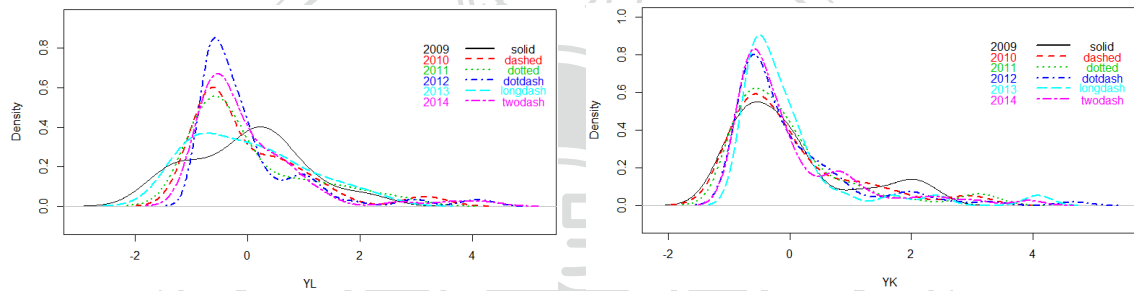 0.8
0.6
0.4
0.2
0.0
Density
2009 solid
2010 dashed
2011 dotted
2012 dotdash
2013 longdash
2014 twodash
-2 0 2 4
YL
1.0
0.8
0.6
0.4
0.2
0.0
Density
2009 solid
2010 dashed
2011 dotted
2012 dotdash
2013 longdash
2014 twodash
-2 0 2 4
YK